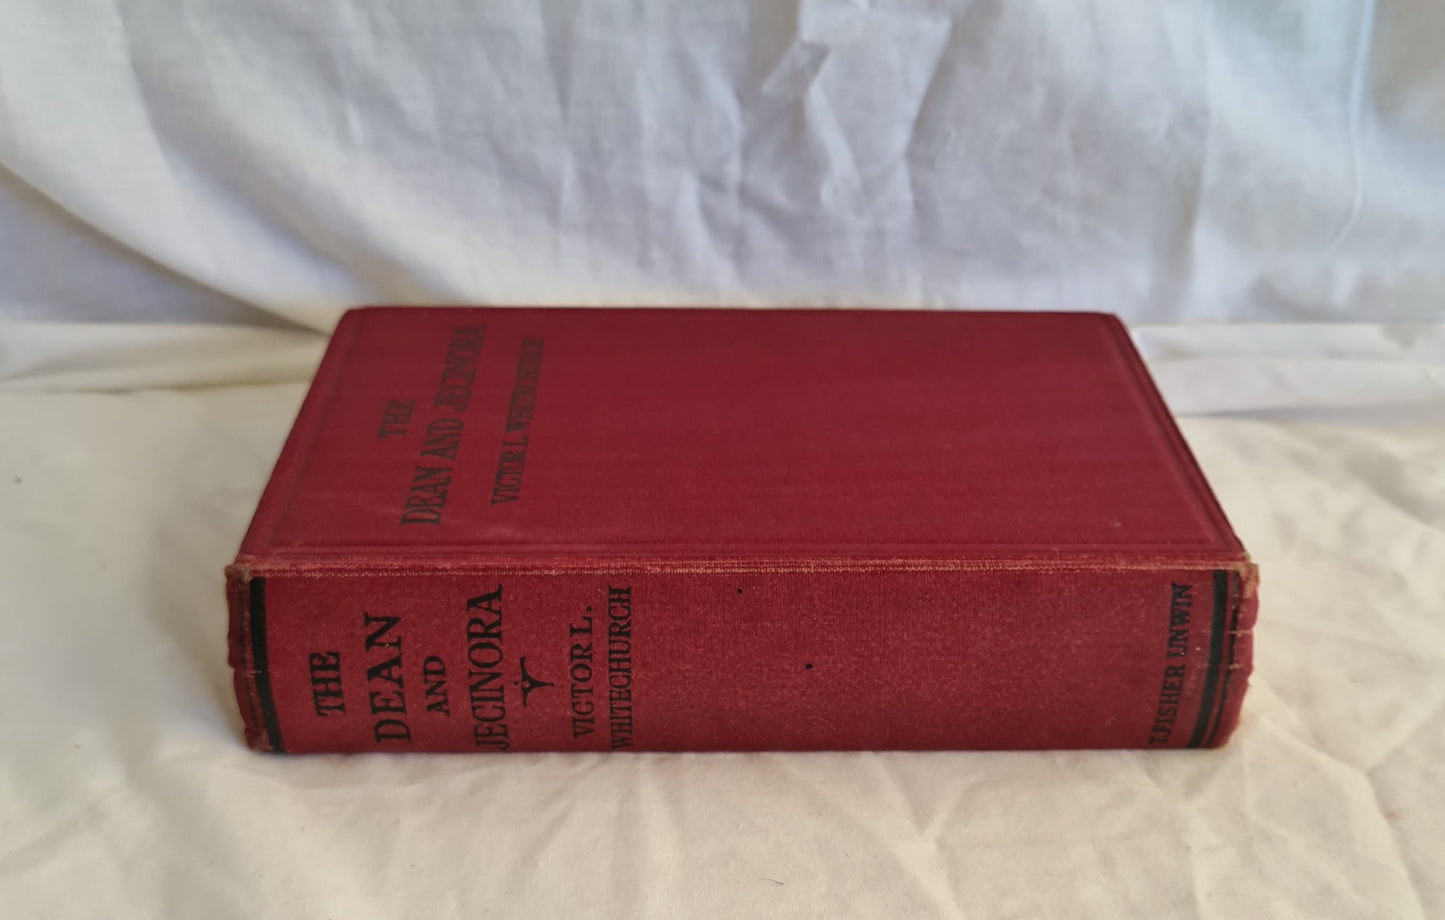 THE
DEAN AND JECINORA
VICTOR L. WHITECHURCH
THE
DEAN
AND
JECINORA
VICTOR L.
WHITECHURCH
T. FISHER UNWIN